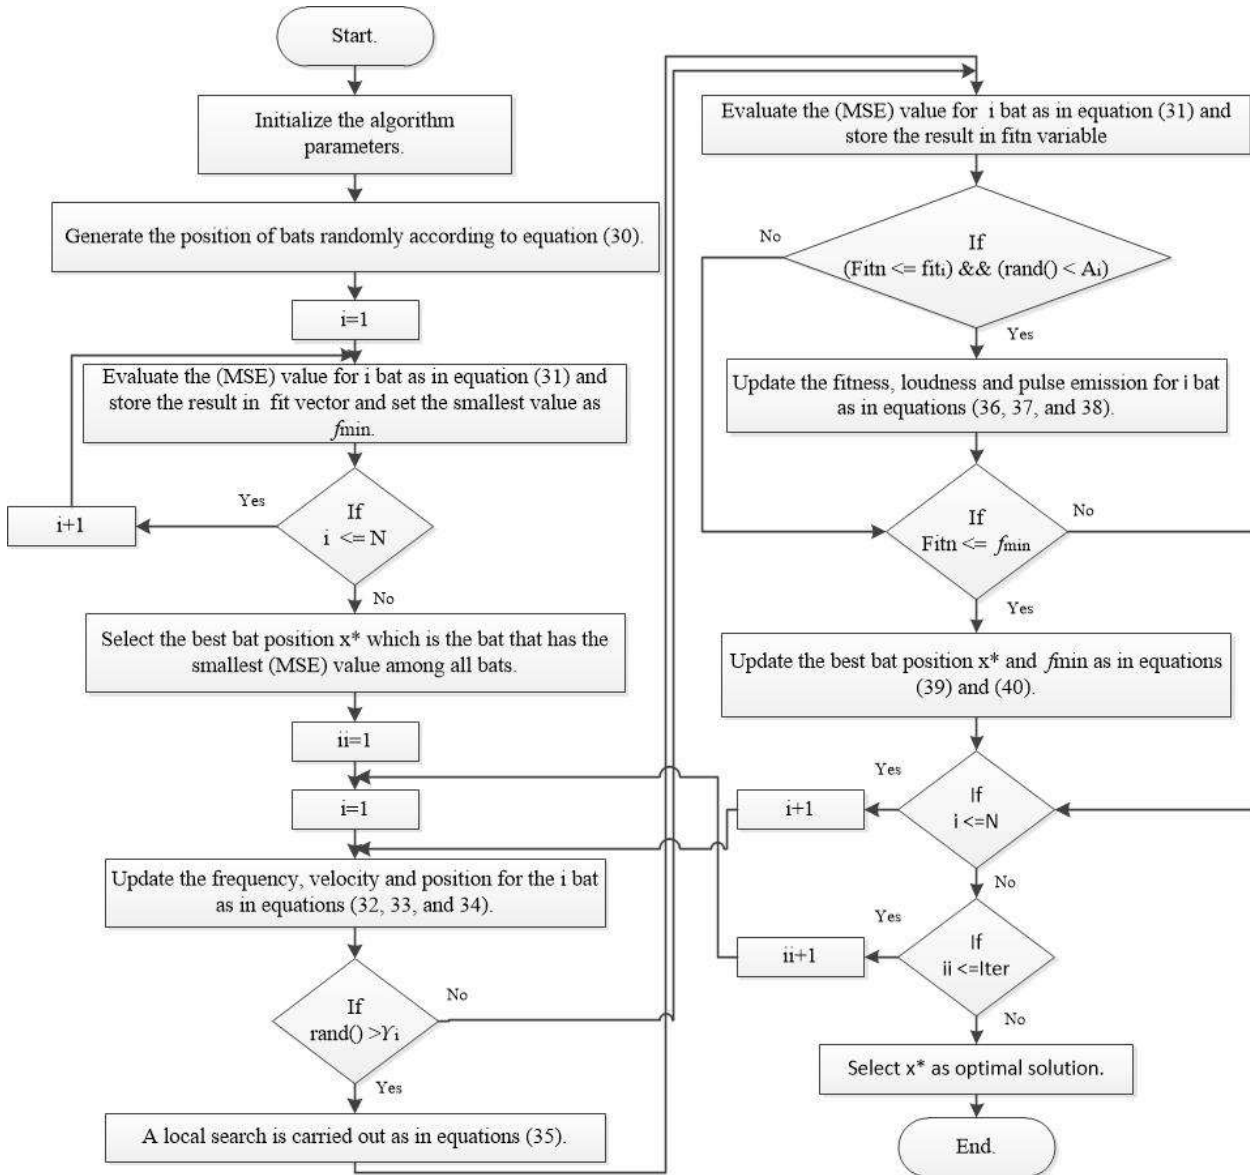 Start.
Initialize the algorithm
parameters.
Generate the position of bats randomly according to equation (30).
i=1
Evaluate the (MSE) value for i bat as in equation (31) and
store the result in fit vector and set the smallest value as
fmin.
Yes
If
i <= N
i+1
No
Select the best bat position x* which is the bat that has the
smallest (MSE) value among all bats.
ii=1
i=1
Update the frequency, velocity and position for the i bat
as in equations (32, 33, and 34).
If
rand() >ϒi
No
Yes
A local search is carried out as in equations (35).
Evaluate the (MSE) value for i bat as in equation (31) and
store the result in fitn variable
No
If
(Fitn <= fiti) && (rand() < Ai)
Yes
Update the fitness, loudness and pulse emission for i bat
as in equations (36, 37, and 38).
If
Fitn <= fmin
No
Yes
Update the best bat position x* and fmin as in equations
(39) and (40).
Yes
If
i <=N
i+1
No
Yes
If
ii <=Iter
ii+1
No
Select x* as optimal solution.
End.